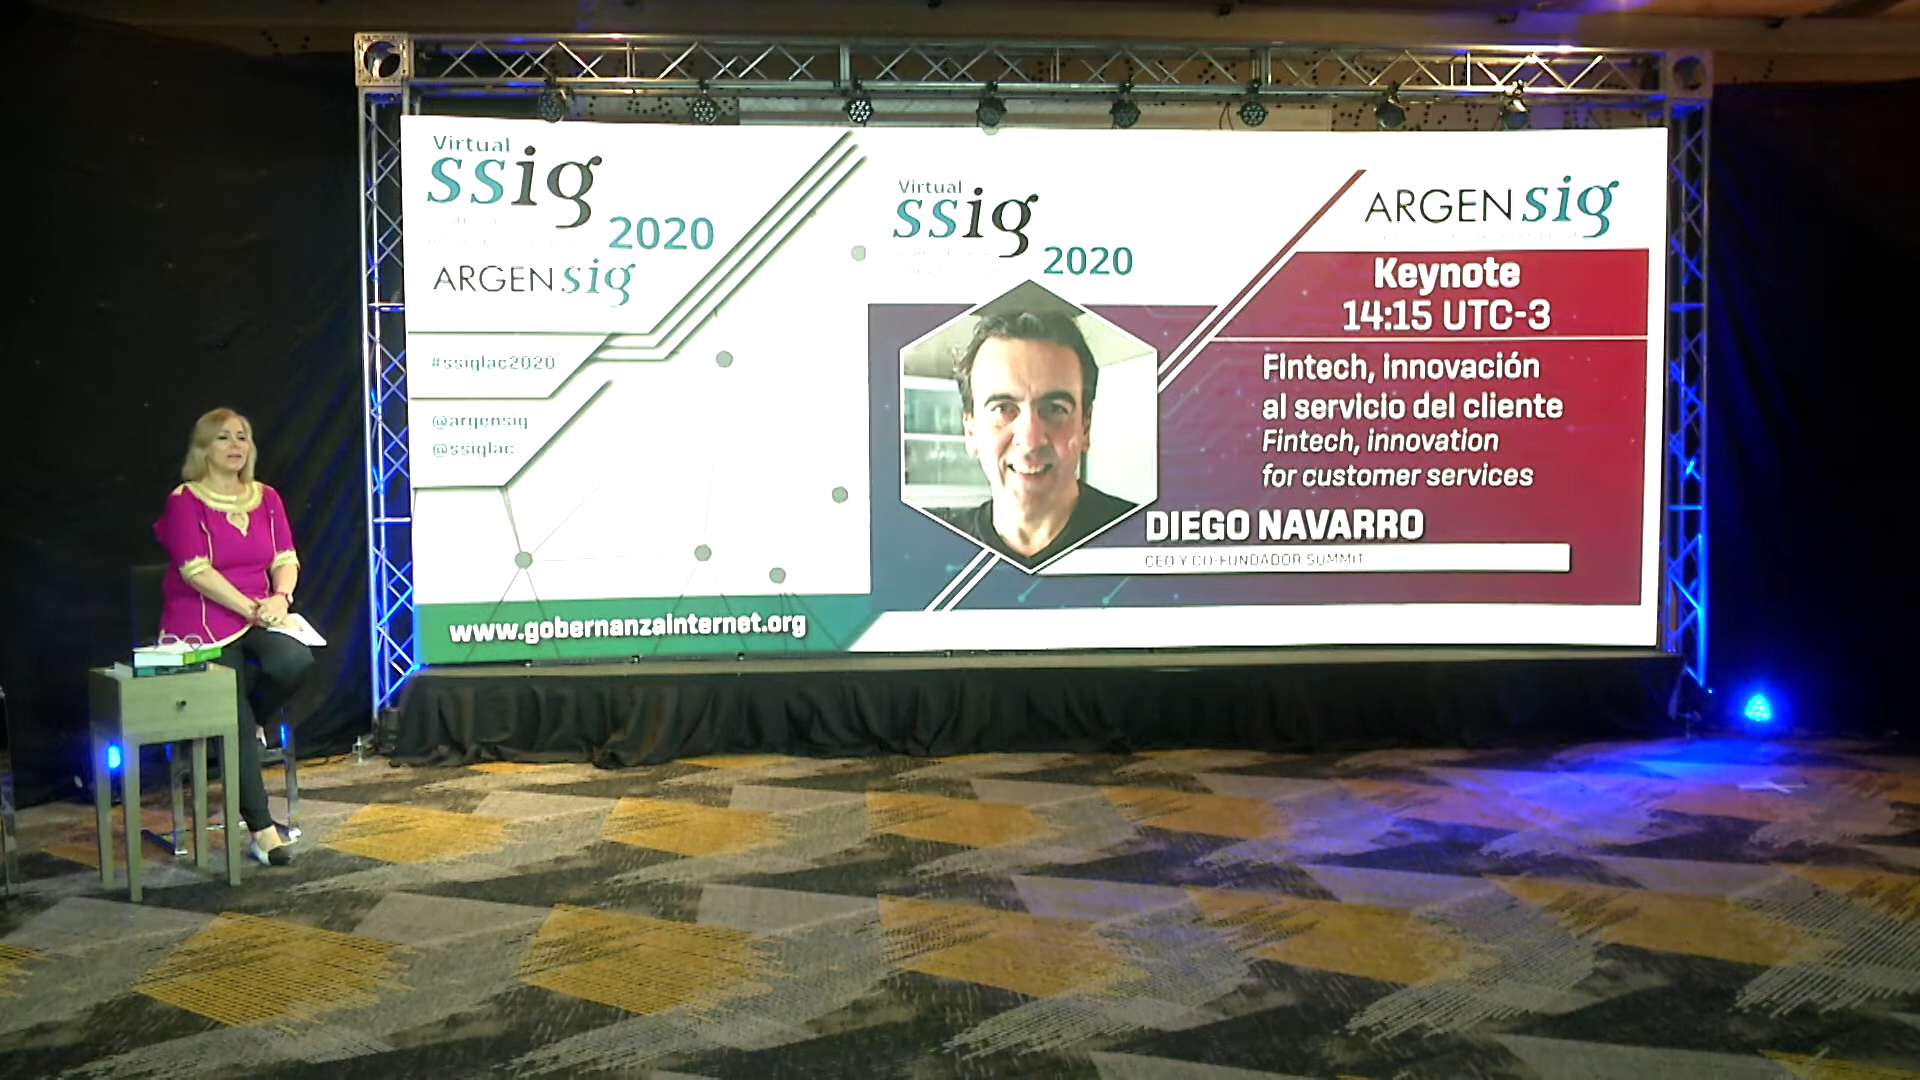 Virtual
ssig
2020
ARGENsig
#ssiglac2020
@argensig
@ssiglac
www.gobernanzainternet.org
Virtual
ssig
2020
ARGENsig
Keynote
14:15 UTC-3
Fintech, innovación
al servicio del cliente
Fintech, innovation
for customer services
DIEGO NAVARRO
CEO Y CO-FUNDADOR SUMMIT